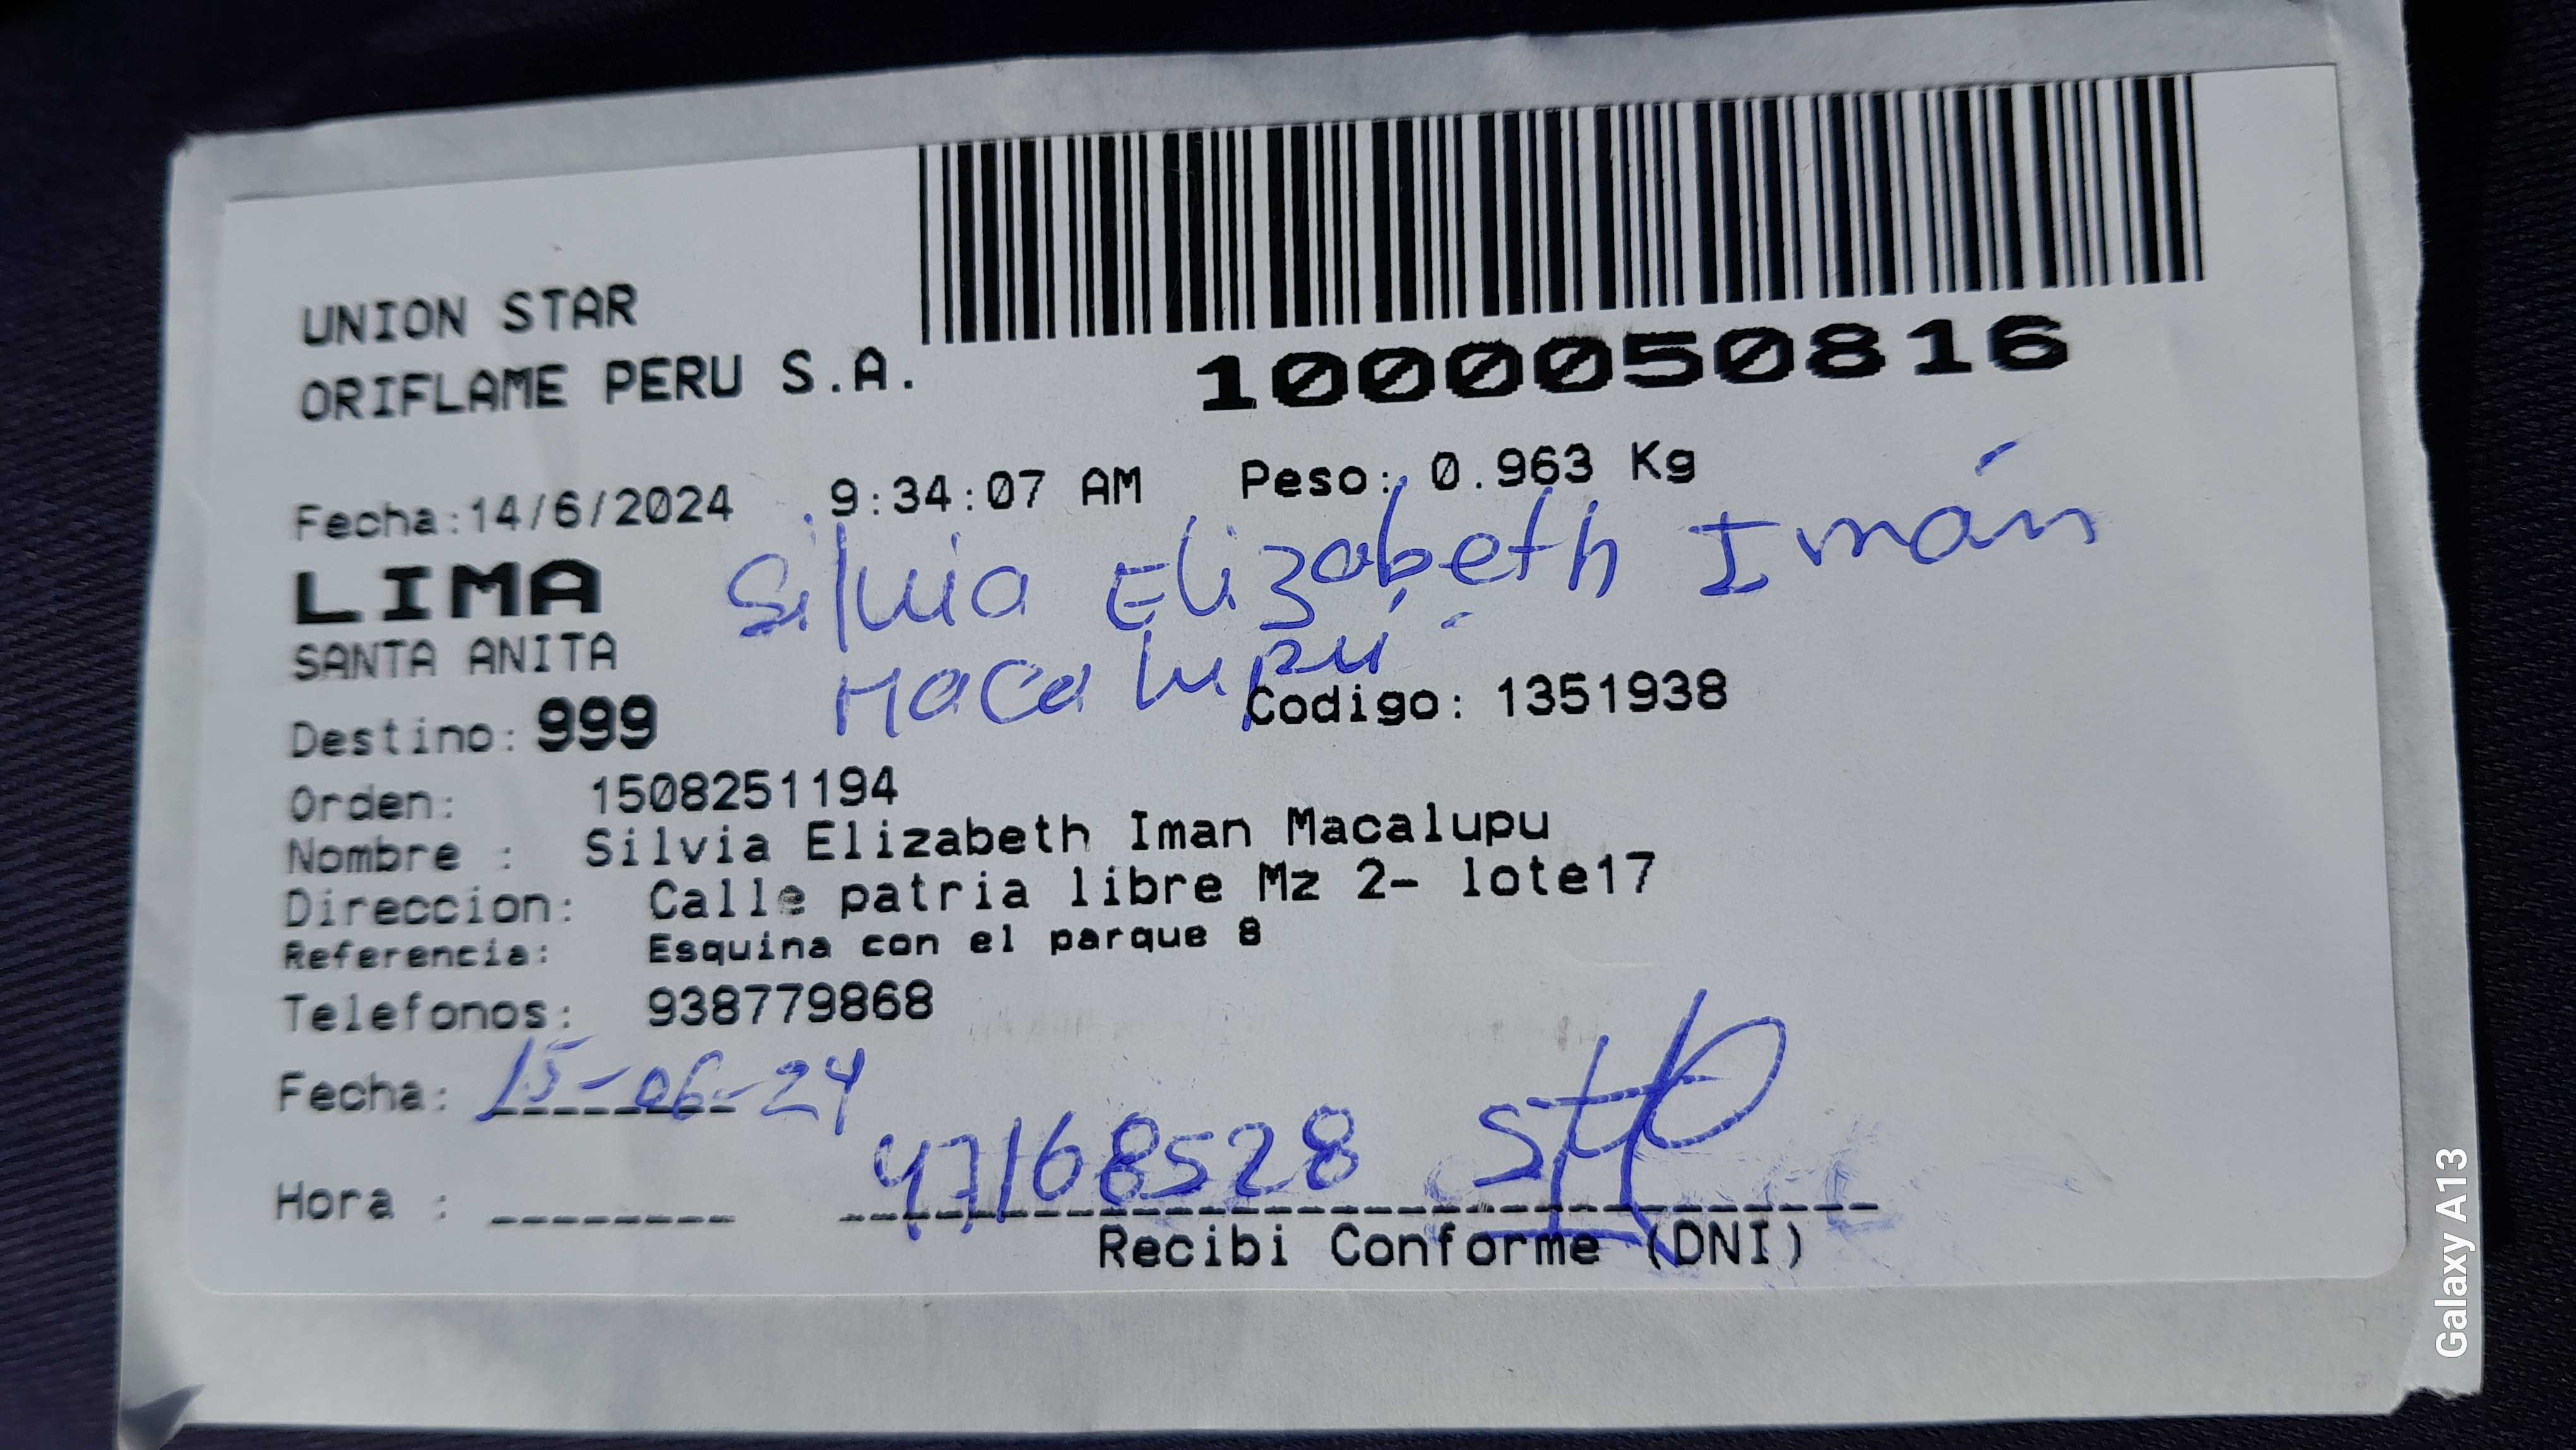 UNION STAR
ORIFLAME PERU S.A.
1000050816
Fecha:14/6/2024 9:34:07 AM Peso: 0.963 Kg
LIMA
Silvia Elizabeth Imán
Macalupú
SANTA ANITA
Destino: 999 Codigo: 1351938
Orden: 1508251194
Nombre : Silvia Elizabeth Iman Macalupu
Direccion: Calle patria libre Mz 2- lote17
Referencia: Esquina con el parque 8
Telefonos: 938779868
Fecha: 15-06-24
47168528
Hora :
Recibi Conforme (DNI)
Galaxy A13